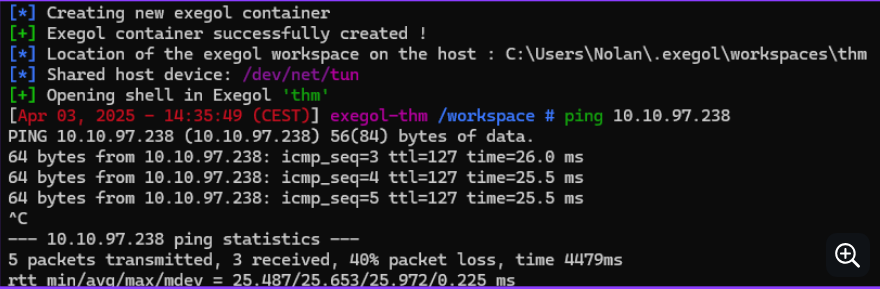 [*] Creating new exegol container
[+] Exegol container successfully created !
[*] Location of the exegol workspace on the host : C:\Users\Nolan\.exegol\workspaces\thm
[*] Shared host device: /dev/net/tun
[+] Opening shell in Exegol 'thm'
[Apr 03, 2025 - 14:35:49 (CEST)] exegol-thm /workspace # ping 10.10.97.238
PING 10.10.97.238 (10.10.97.238) 56(84) bytes of data.
64 bytes from 10.10.97.238: icmp_seq=3 ttl=127 time=26.0 ms
64 bytes from 10.10.97.238: icmp_seq=4 ttl=127 time=25.5 ms
64 bytes from 10.10.97.238: icmp_seq=5 ttl=127 time=25.5 ms
^C
--- 10.10.97.238 ping statistics ---
5 packets transmitted, 3 received, 40% packet loss, time 4479ms
rtt min/avg/max/mdev = 25.487/25.653/25.972/0.225 ms